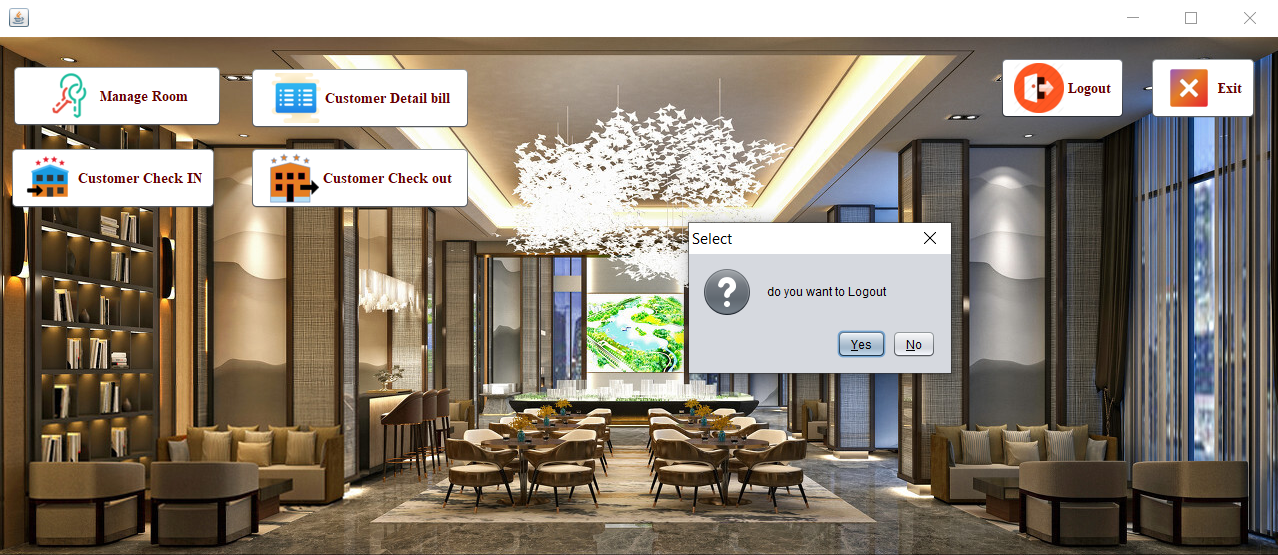 Manage Room
Customer Detail bill
Logout
Exit
Customer Check IN
Customer Check out
Select
do you want to Logout
Yes
No